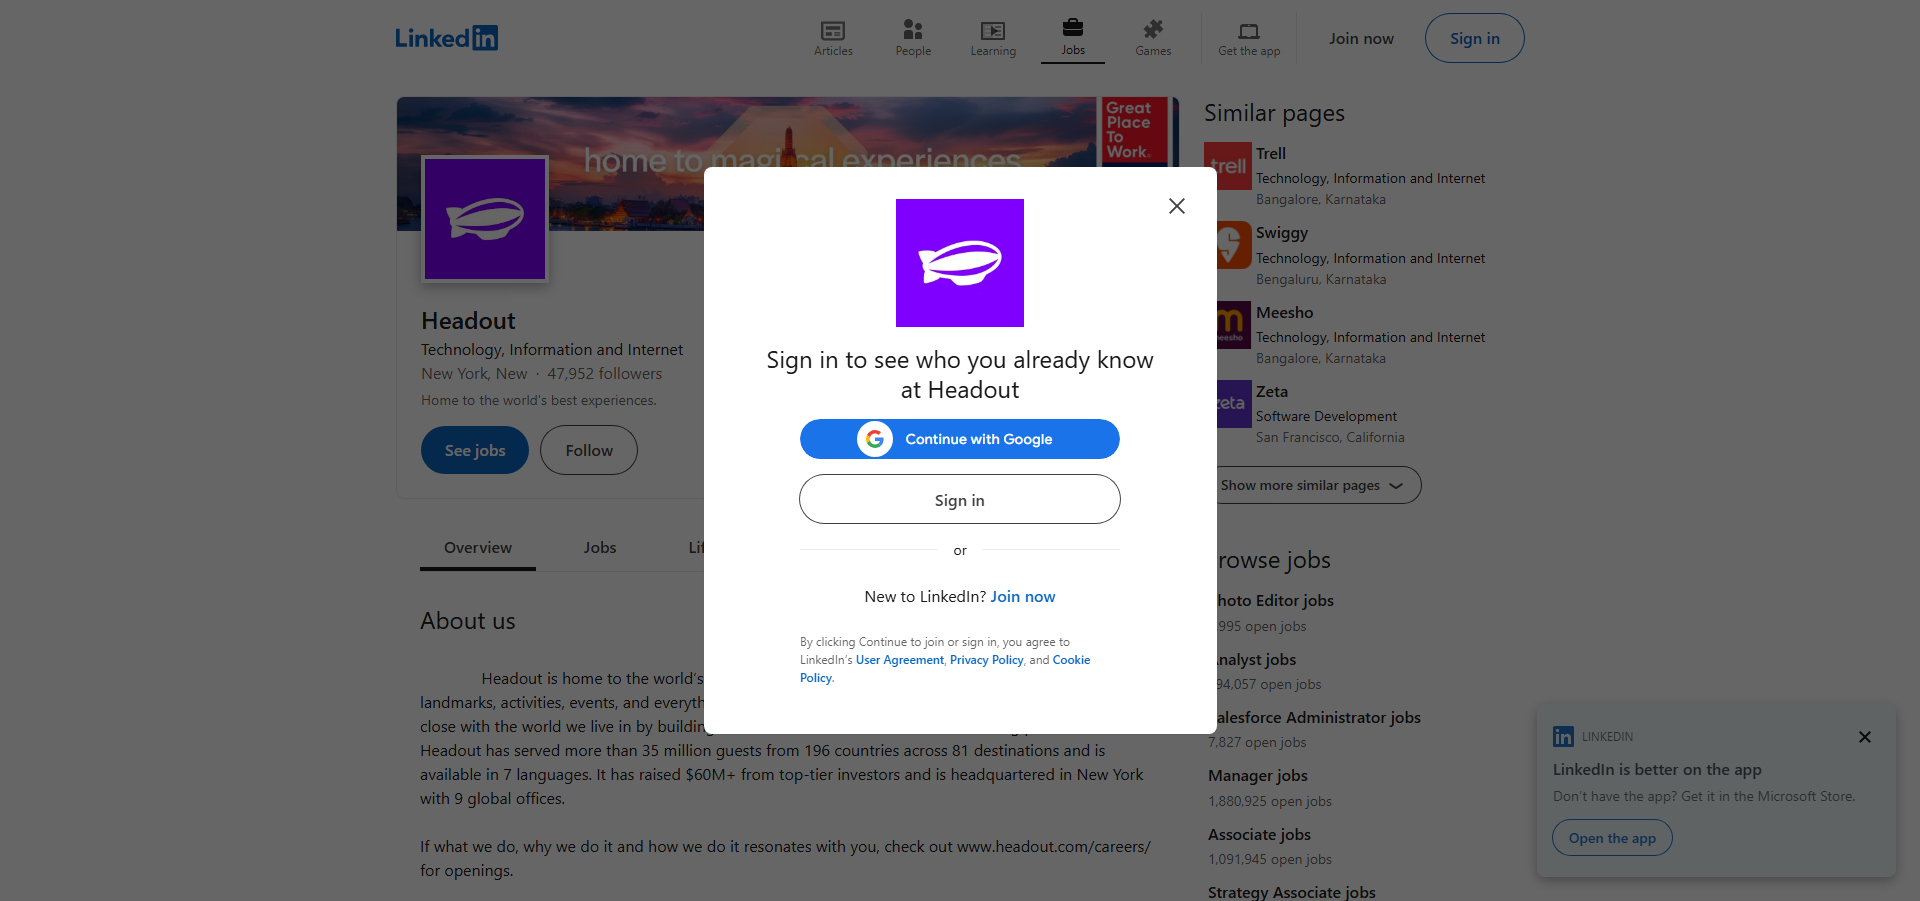 Linked in
Articles
People
Learning
Jobs
Games
Get the app
Join now
Sign in
home to magical experiences
Great
Place
To
Work.
Headout
Technology, Information and Internet
New York, New · 47,952 followers
Home to the world's best experiences.
See jobs
Follow
Overview
Jobs
About us
Headout is home to the world's
landmarks, activities, events, and
close with the world we live in by
Headout has served more than 35 million guests from 196 countries across 81 destinations and is
available in 7 languages. It has raised $60M+ from top-tier investors and is headquartered in New York
with 9 global offices.
If what we do, why we do it and how we do it resonates with you, check out www.headout.com/careers/
for openings.
Sign in to see who you already know
at Headout
Continue with Google
Sign in
or
New to LinkedIn? Join now
By clicking Continue to join or sign in, you agree to
LinkedIn's User Agreement, Privacy Policy, and Cookie
Policy.
Similar pages
trell
Trell
Technology, Information and Internet
Bangalore, Karnataka
Swiggy
Technology, Information and Internet
Bengaluru, Karnataka
Meesho
Technology, Information and Internet
Bangalore, Karnataka
Zeta
Software Development
San Francisco, California
Show more similar pages
jobs
jobs
open jobs
jobs
open jobs
Administrator jobs
7,827 open jobs
Manager jobs
1,880,925 open jobs
Associate jobs
1,091,945 open jobs
Strategy Associate jobs
LINKEDIN
LinkedIn is better on the app
Don't have the app? Get it in the Microsoft Store.
Open the app